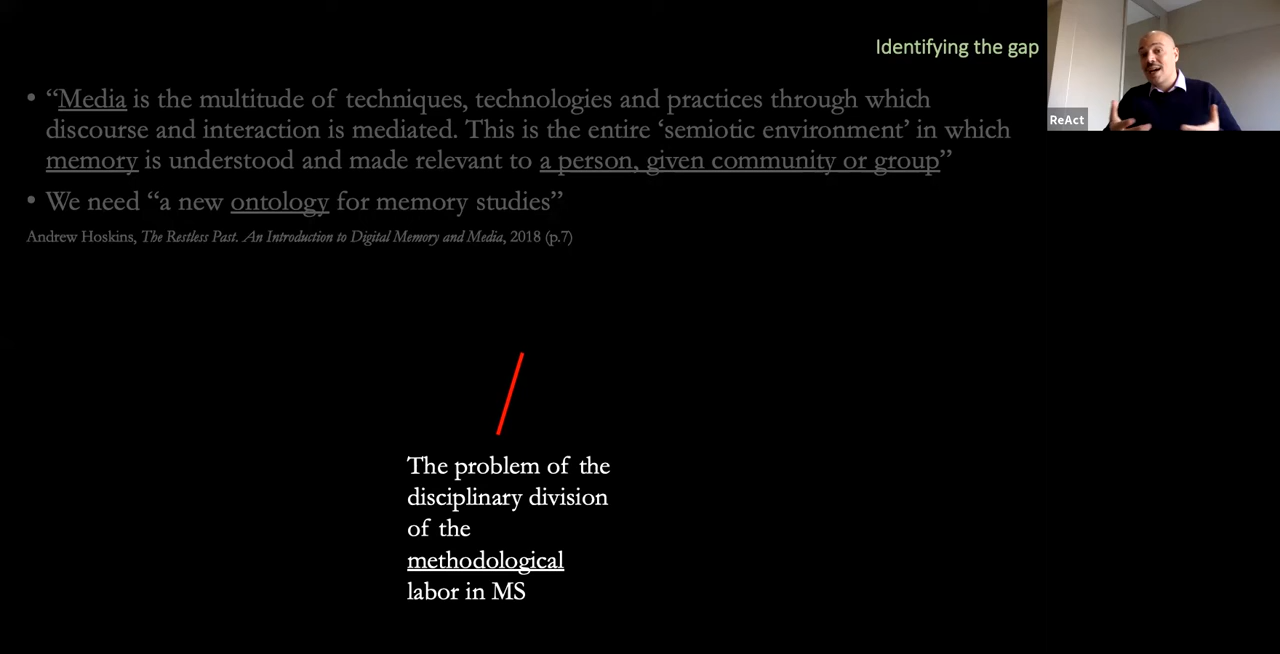 Identifying the gap
ReAct
• “Media is the multitude of techniques, technologies and practices through which
discourse and interaction is mediated. This is the entire ‘semiotic environment’ in which
memory is understood and made relevant to a person, given community or group”
• We need “a new ontology for memory studies”
Andrew Hoskins, The Restless Past. An Introduction to Digital Memory and Media, 2018 (p.7)
The problem of the
disciplinary division
of the
methodological
labor in MS